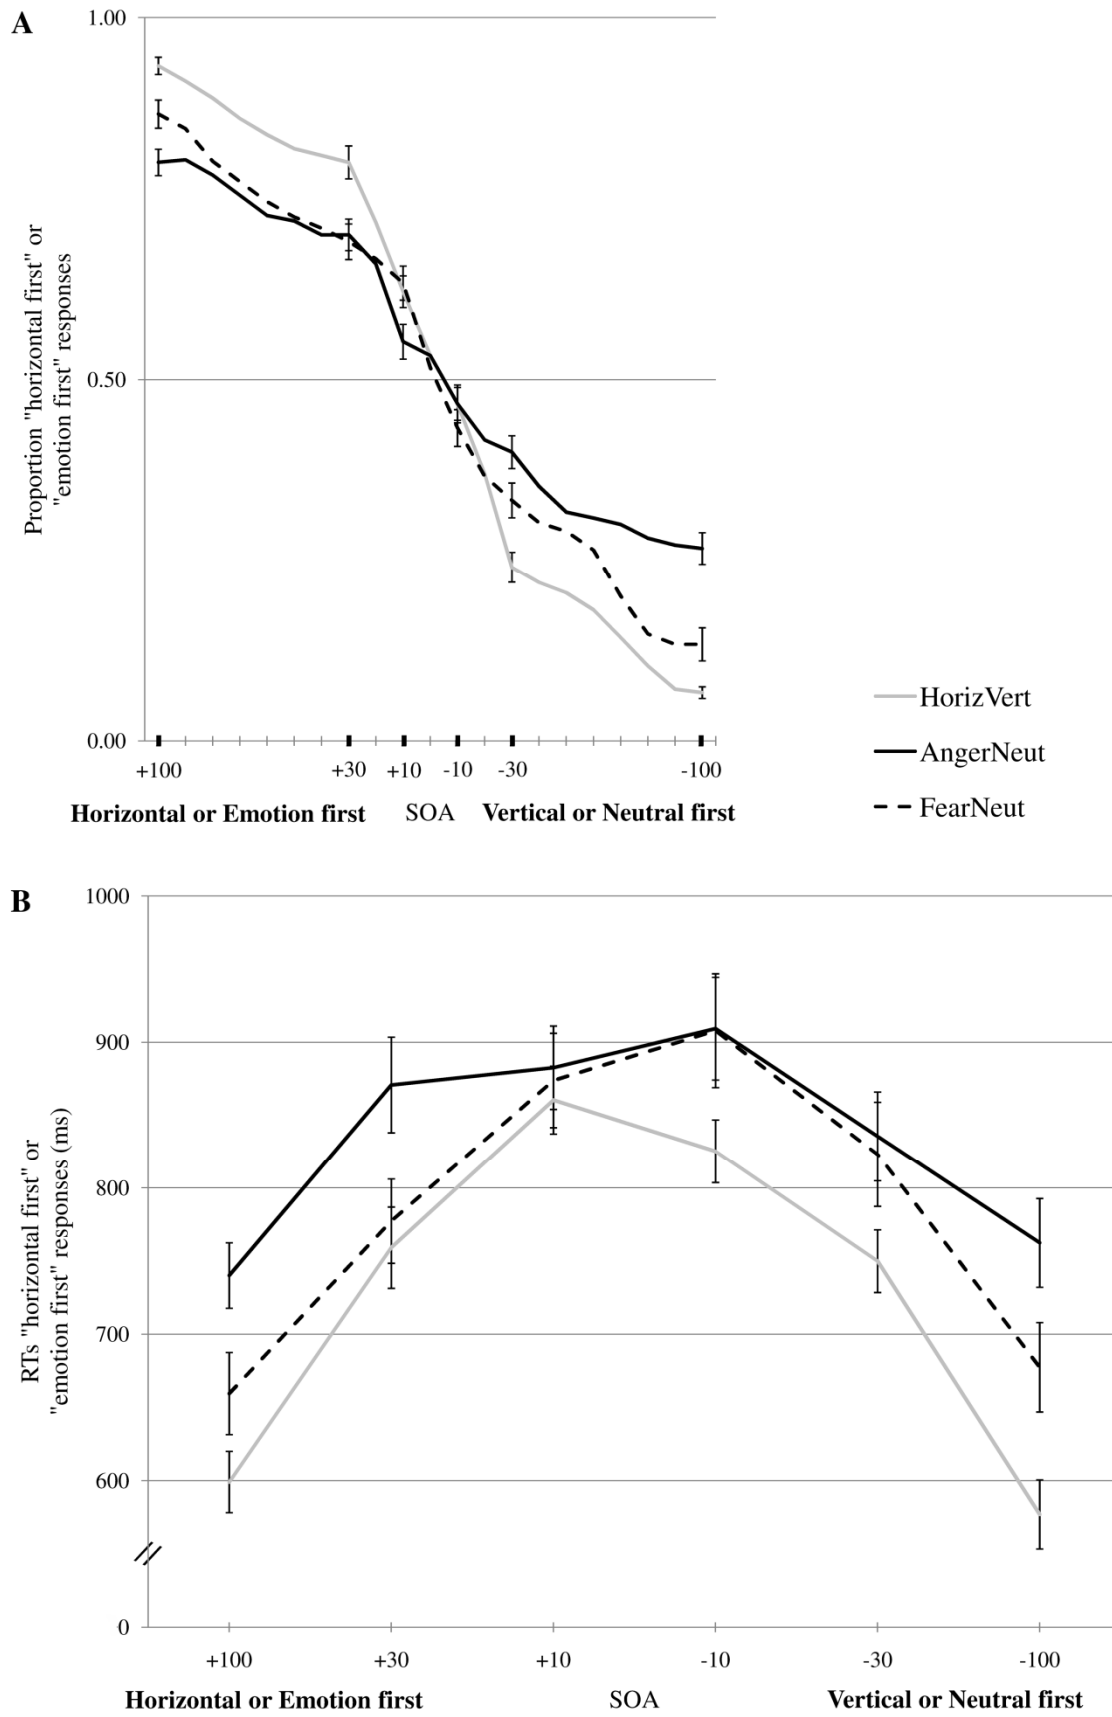 A
1.00
0.50
0.00
Proportion "horizontal first" or
"emotion first" responses
+100 +30 +10 -10 -30 -100
Horizontal or Emotion first SOA Vertical or Neutral first
HorizVert
AngerNeut
FearNeut
B
1000
900
800
700
600
0
RTs "horizontal first" or
"emotion first" responses (ms)
+100 +30 +10 -10 -30 -100
Horizontal or Emotion first SOA Vertical or Neutral first